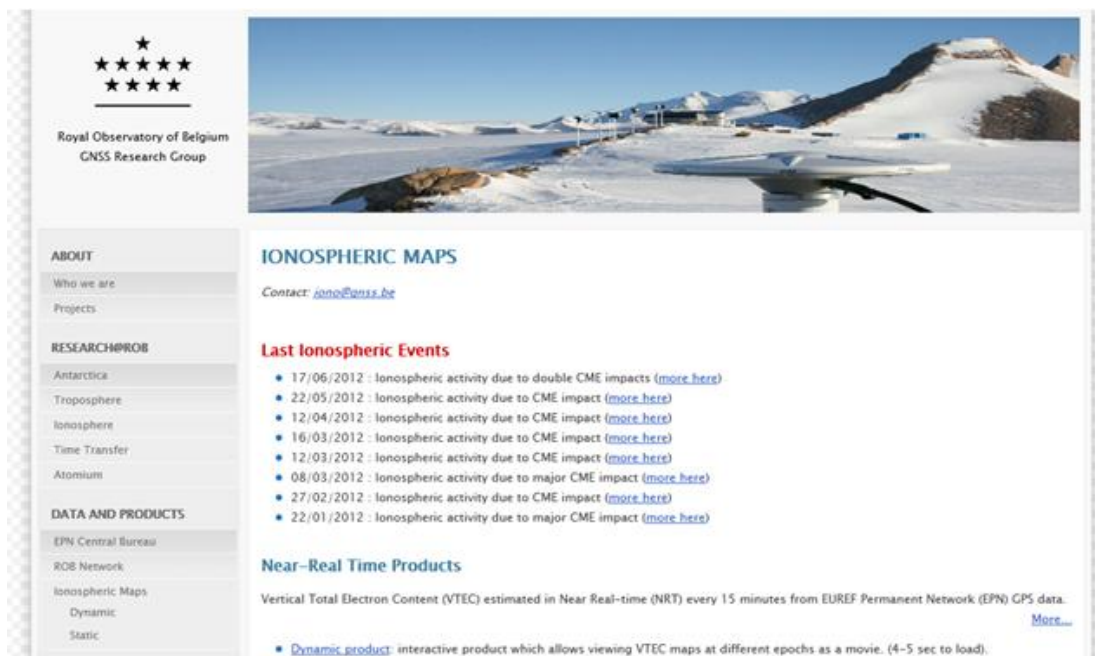 Royal Observatory of Belgium
GNSS Research Group
ABOUT
Who we are
Projects
RESEARCH@ROB
Antarctica
Troposphere
Ionosphere
Time Transfer
Atomium
DATA AND PRODUCTS
EPN Central Bureau
ROB Network
Ionospheric Maps
Dynamic
Static
IONOSPHERIC MAPS
Contact: iono@gnss.be
Last Ionospheric Events
17/06/2012 : Ionospheric activity due to double CME impacts (more here)
22/05/2012 : Ionospheric activity due to CME impact (more here)
12/04/2012 : Ionospheric activity due to CME impact (more here)
16/03/2012 : Ionospheric activity due to CME impact (more here)
12/03/2012 : Ionospheric activity due to CME impact (more here)
08/03/2012 : Ionospheric activity due to major CME impact (more here)
27/02/2012 : Ionospheric activity due to CME impact (more here)
22/01/2012 : Ionospheric activity due to major CME impact (more here)
Near-Real Time Products
Vertical Total Electron Content (VTEC) estimated in Near Real-time (NRT) every 15 minutes from EUREF Permanent Network (EPN) GPS data.
More...
Dynamic product: interactive product which allows viewing VTEC maps at different epochs as a movie. (4-5 sec to load).